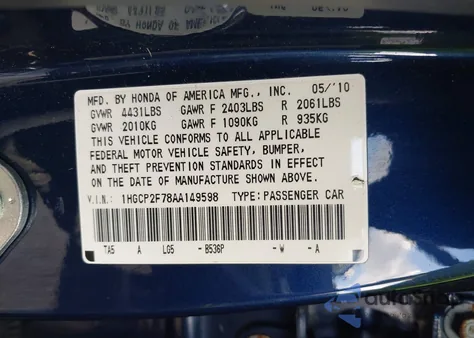 MFD. BY HONDA OF AMERICA MFG., INC. 05/'10
GVWR 4431LBS GAWR F 2403LBS R 2061LBS
GVWR 2010KG GAWR F 1090KG R 935KG
THIS VEHICLE CONFORMS TO ALL APPLICABLE
FEDERAL MOTOR VEHICLE SAFETY, BUMPER,
AND THEFT PREVENTION STANDARDS IN EFFECT
ON THE DATE OF MANUFACTURE SHOWN ABOVE.
V.I.N.: 1HGCP2F78AA149598 TYPE:PASSENGER CAR
TA5 A L05 - B536P - W - A